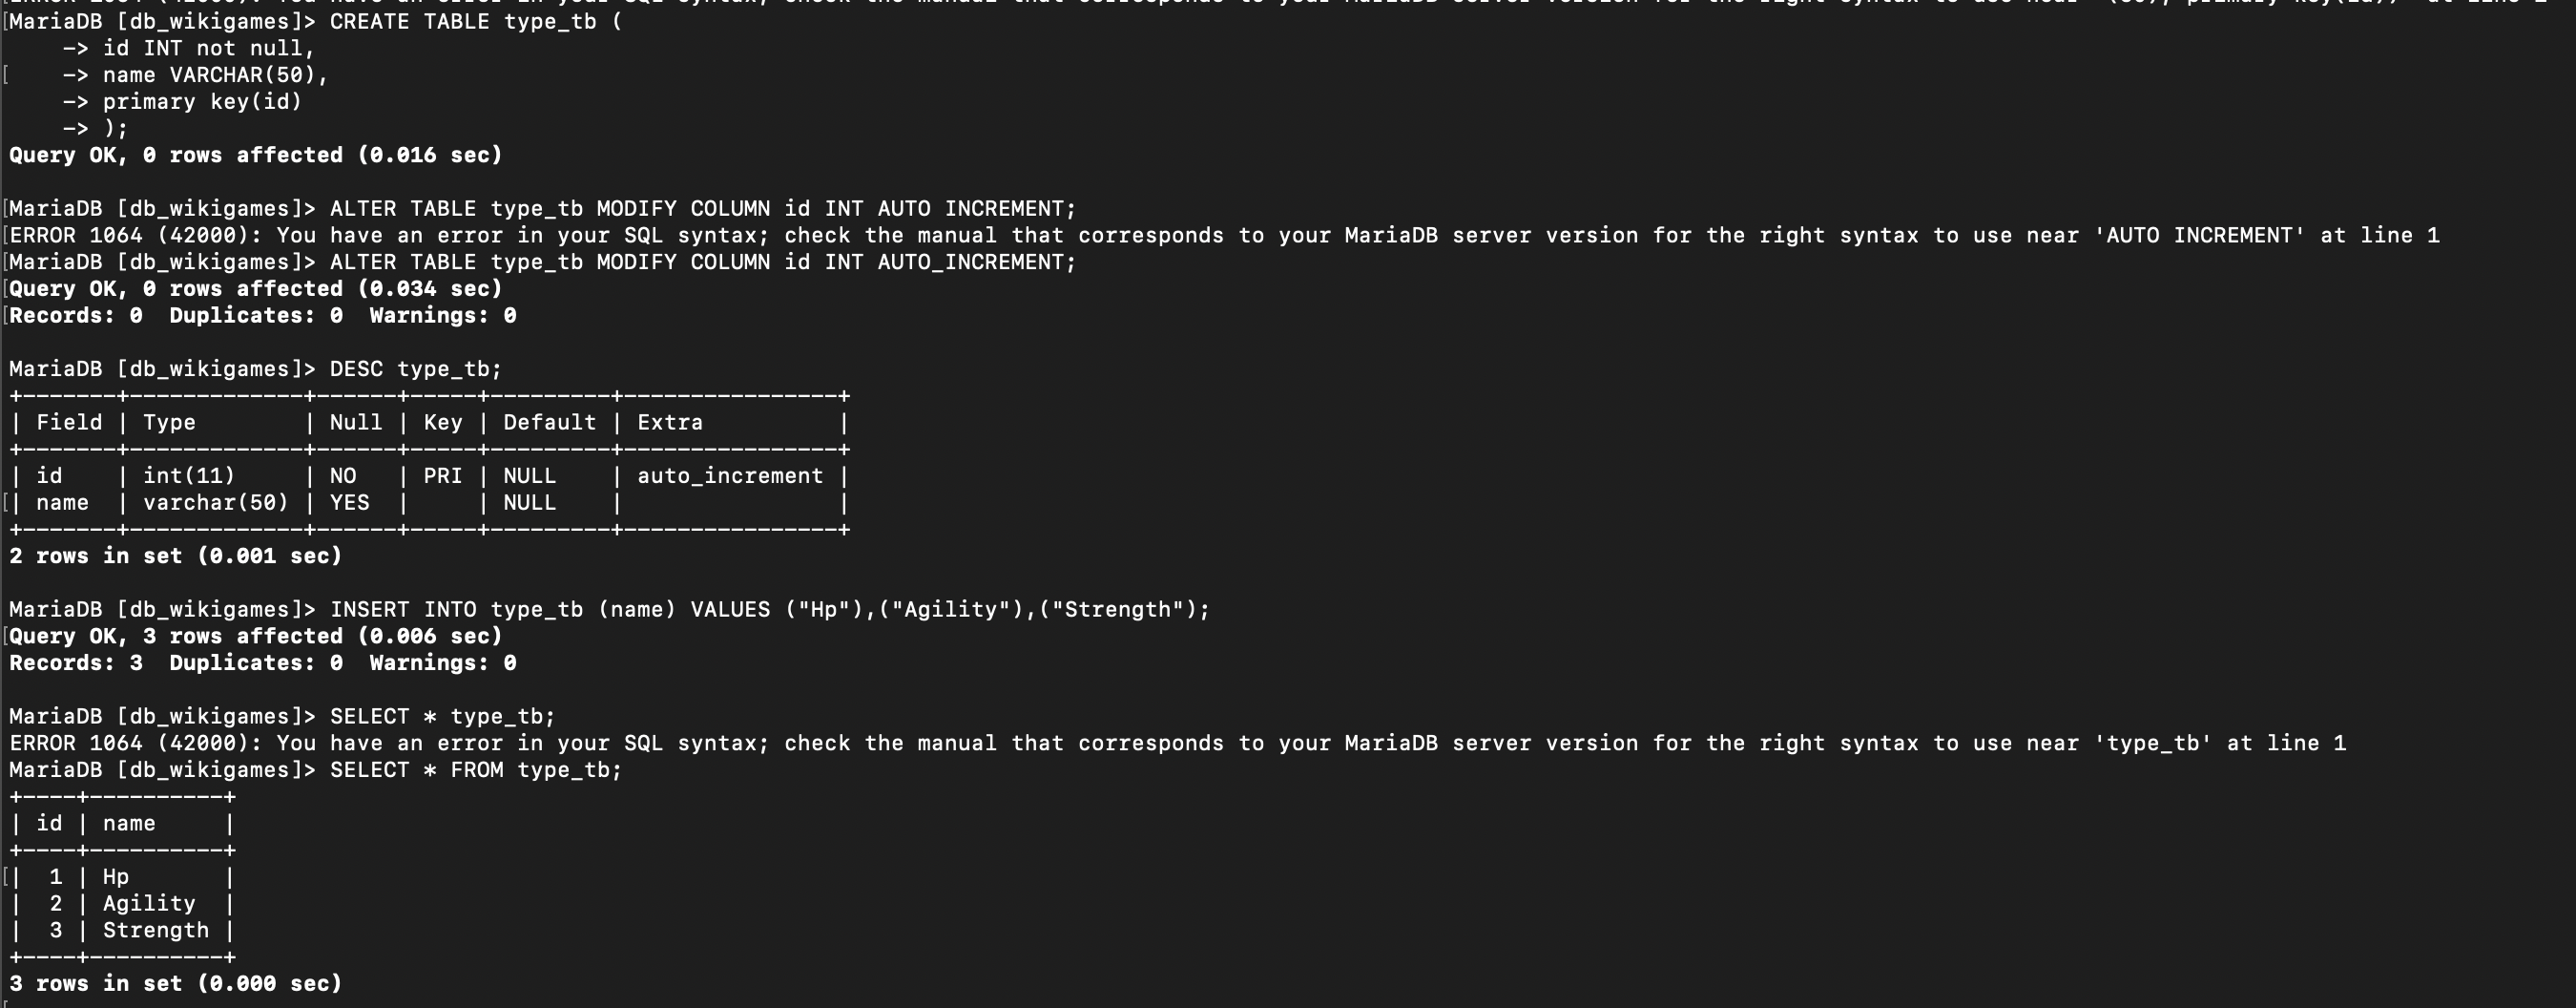 MariaDB [db_wikigames]> CREATE TABLE type_tb (
    -> id INT not null,
    -> name VARCHAR(50),
    -> primary key(id)
    -> );
Query OK, 0 rows affected (0.016 sec)

MariaDB [db_wikigames]> ALTER TABLE type_tb MODIFY COLUMN id INT AUTO INCREMENT;
ERROR 1064 (42000): You have an error in your SQL syntax; check the manual that corresponds to your MariaDB server version for the right syntax to use near 'AUTO INCREMENT' at line 1
MariaDB [db_wikigames]> ALTER TABLE type_tb MODIFY COLUMN id INT AUTO_INCREMENT;
Query OK, 0 rows affected (0.034 sec)
Records: 0  Duplicates: 0  Warnings: 0

MariaDB [db_wikigames]> DESC type_tb;
+-------+-------------+------+-----+---------+----------------+
| Field | Type        | Null | Key | Default | Extra          |
+-------+-------------+------+-----+---------+----------------+
| id    | int(11)     | NO   | PRI | NULL    | auto_increment |
| name  | varchar(50) | YES  |     | NULL    |                |
+-------+-------------+------+-----+---------+----------------+
2 rows in set (0.001 sec)

MariaDB [db_wikigames]> INSERT INTO type_tb (name) VALUES ("Hp"),("Agility"),("Strength");
Query OK, 3 rows affected (0.006 sec)
Records: 3  Duplicates: 0  Warnings: 0

MariaDB [db_wikigames]> SELECT * type_tb;
ERROR 1064 (42000): You have an error in your SQL syntax; check the manual that corresponds to your MariaDB server version for the right syntax to use near 'type_tb' at line 1
MariaDB [db_wikigames]> SELECT * FROM type_tb;
+----+----------+
| id | name     |
+----+----------+
|  1 | Hp       |
|  2 | Agility  |
|  3 | Strength |
+----+----------+
3 rows in set (0.000 sec)